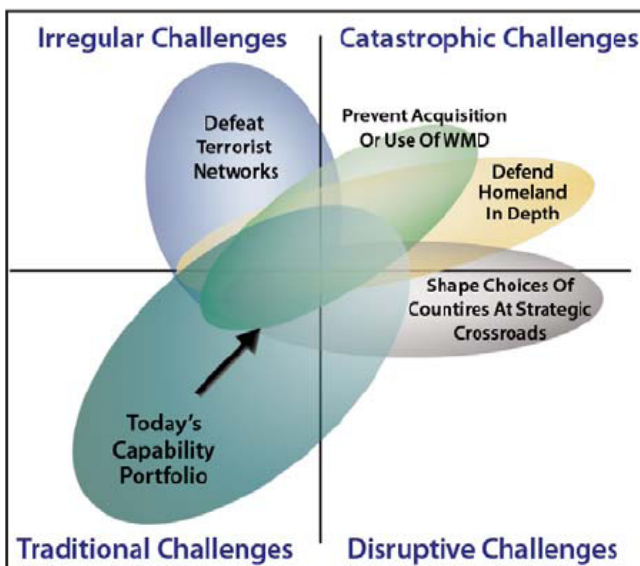 Irregular Challenges
Catastrophic Challenges
Defeat
Terrorist
Networks
Prevent Acquisition
Or Use Of WMD
Defend
Homeland
In Depth
Shape Choices Of
Countires At Strategic
Crossroads
Today's
Capability
Portfolio
Traditional Challenges
Disruptive Challenges